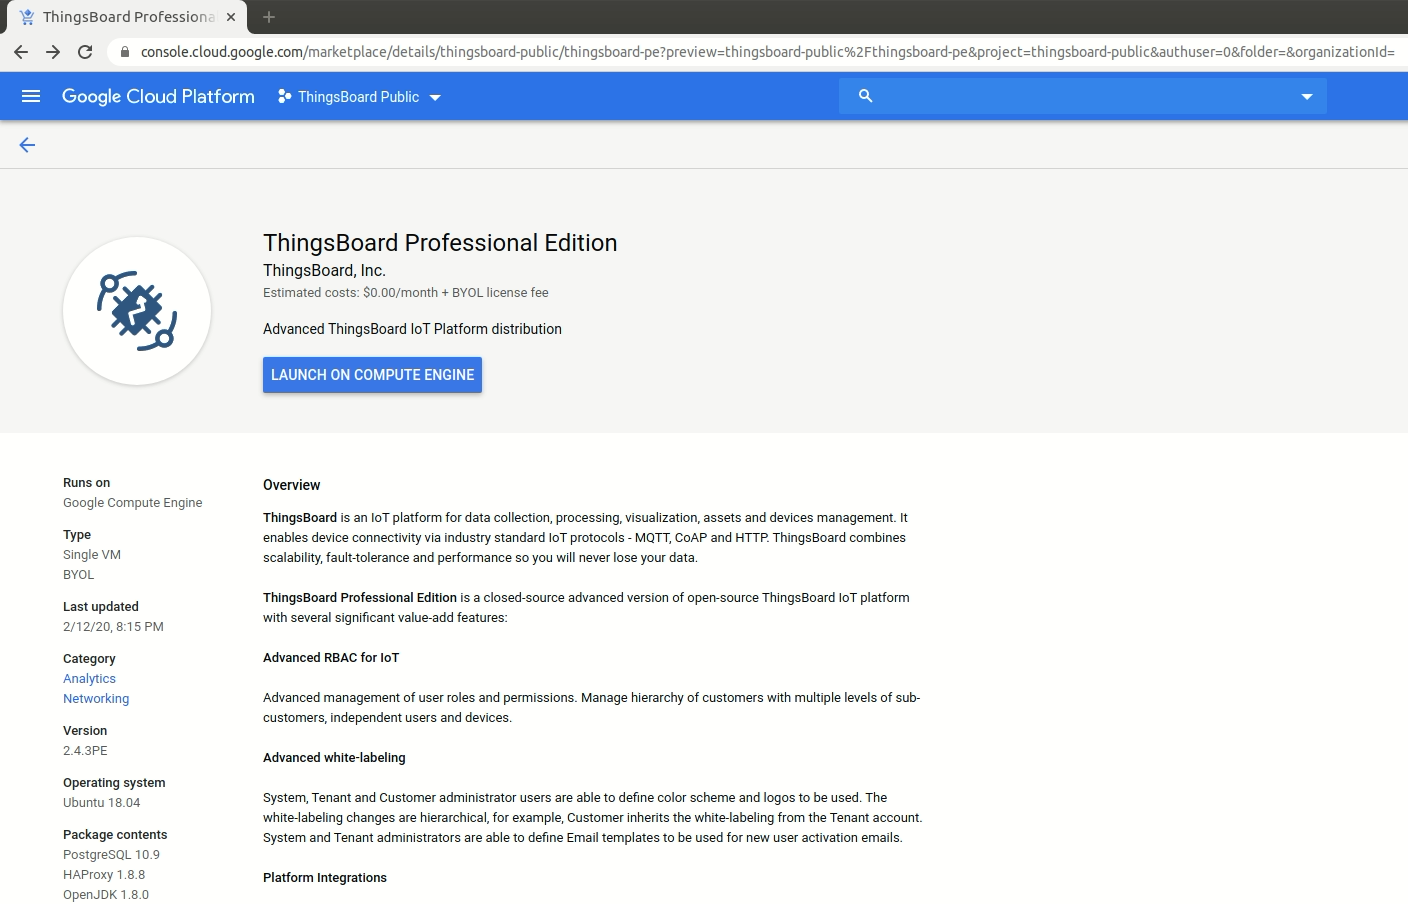 ThingsBoard Professiona
console.cloud.google.com/marketplace/details/thingsboard-public/thingsboard-pe?preview=thingsboard-public%2Fthingsboard-pe&project=thingsboard-public&authuser=0&folder=&organizationId=
Google Cloud Platform
ThingsBoard Public
ThingsBoard Professional Edition
ThingsBoard, Inc.
Estimated costs: $0.00/month + BYOL license fee
Advanced ThingsBoard IoT Platform distribution
LAUNCH ON COMPUTE ENGINE
Runs on
Google Compute Engine
Type
Single VM
BYOL
Last updated
2/12/20, 8:15 PM
Category
Analytics
Networking
Version
2.4.3PE
Operating system
Ubuntu 18.04
Package contents
PostgreSQL 10.9
HAProxy 1.8.8
OpenJDK 1.8.0
Overview
ThingsBoard is an IoT platform for data collection, processing, visualization, assets and devices management. It
enables device connectivity via industry standard IoT protocols - MQTT, CoAP and HTTP. ThingsBoard combines
scalability, fault-tolerance and performance so you will never lose your data.
ThingsBoard Professional Edition is a closed-source advanced version of open-source ThingsBoard IoT platform
with several significant value-add features:
Advanced RBAC for IoT
Advanced management of user roles and permissions. Manage hierarchy of customers with multiple levels of sub-
customers, independent users and devices.
Advanced white-labeling
System, Tenant and Customer administrator users are able to define color scheme and logos to be used. The
white-labeling changes are hierarchical, for example, Customer inherits the white-labeling from the Tenant account.
System and Tenant administrators are able to define Email templates to be used for new user activation emails.
Platform Integrations